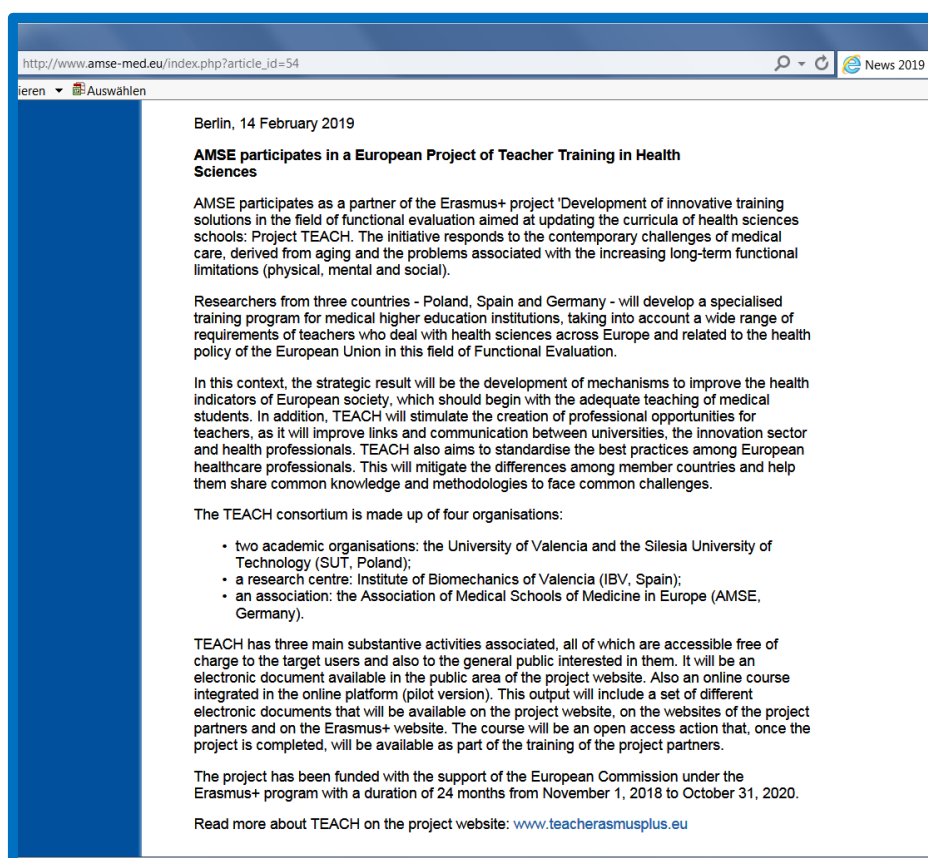 http://www.amse-med.eu/index.php?article_id=54
News 2019
ieren
Auswählen
Berlin, 14 February 2019
AMSE participates in a European Project of Teacher Training in Health
Sciences
AMSE participates as a partner of the Erasmus+ project 'Development of innovative training
solutions in the field of functional evaluation aimed at updating the curricula of health sciences
schools: Project TEACH. The initiative responds to the contemporary challenges of medical
care, derived from aging and the problems associated with the increasing long-term functional
limitations (physical, mental and social).
Researchers from three countries - Poland, Spain and Germany - will develop a specialised
training program for medical higher education institutions, taking into account a wide range of
requirements of teachers who deal with health sciences across Europe and related to the health
policy of the European Union in this field of Functional Evaluation.
In this context, the strategic result will be the development of mechanisms to improve the health
indicators of European society, which should begin with the adequate teaching of medical
students. In addition, TEACH will stimulate the creation of professional opportunities for
teachers, as it will improve links and communication between universities, the innovation sector
and health professionals. TEACH also aims to standardise the best practices among European
healthcare professionals. This will mitigate the differences among member countries and help
them share common knowledge and methodologies to face common challenges.
The TEACH consortium is made up of four organisations:
• two academic organisations: the University of Valencia and the Silesia University of
Technology (SUT, Poland);
• a research centre: Institute of Biomechanics of Valencia (IBV, Spain);
• an association: the Association of Medical Schools of Medicine in Europe (AMSE,
Germany).
TEACH has three main substantive activities associated, all of which are accessible free of
charge to the target users and also to the general public interested in them. It will be an
electronic document available in the public area of the project website. Also an online course
integrated in the online platform (pilot version). This output will include a set of different
electronic documents that will be available on the project website, on the websites of the project
partners and on the Erasmus+ website. The course will be an open access action that, once the
project is completed, will be available as part of the training of the project partners.
The project has been funded with the support of the European Commission under the
Erasmus+ program with a duration of 24 months from November 1, 2018 to October 31, 2020.
Read more about TEACH on the project website: www.teacherasmusplus.eu